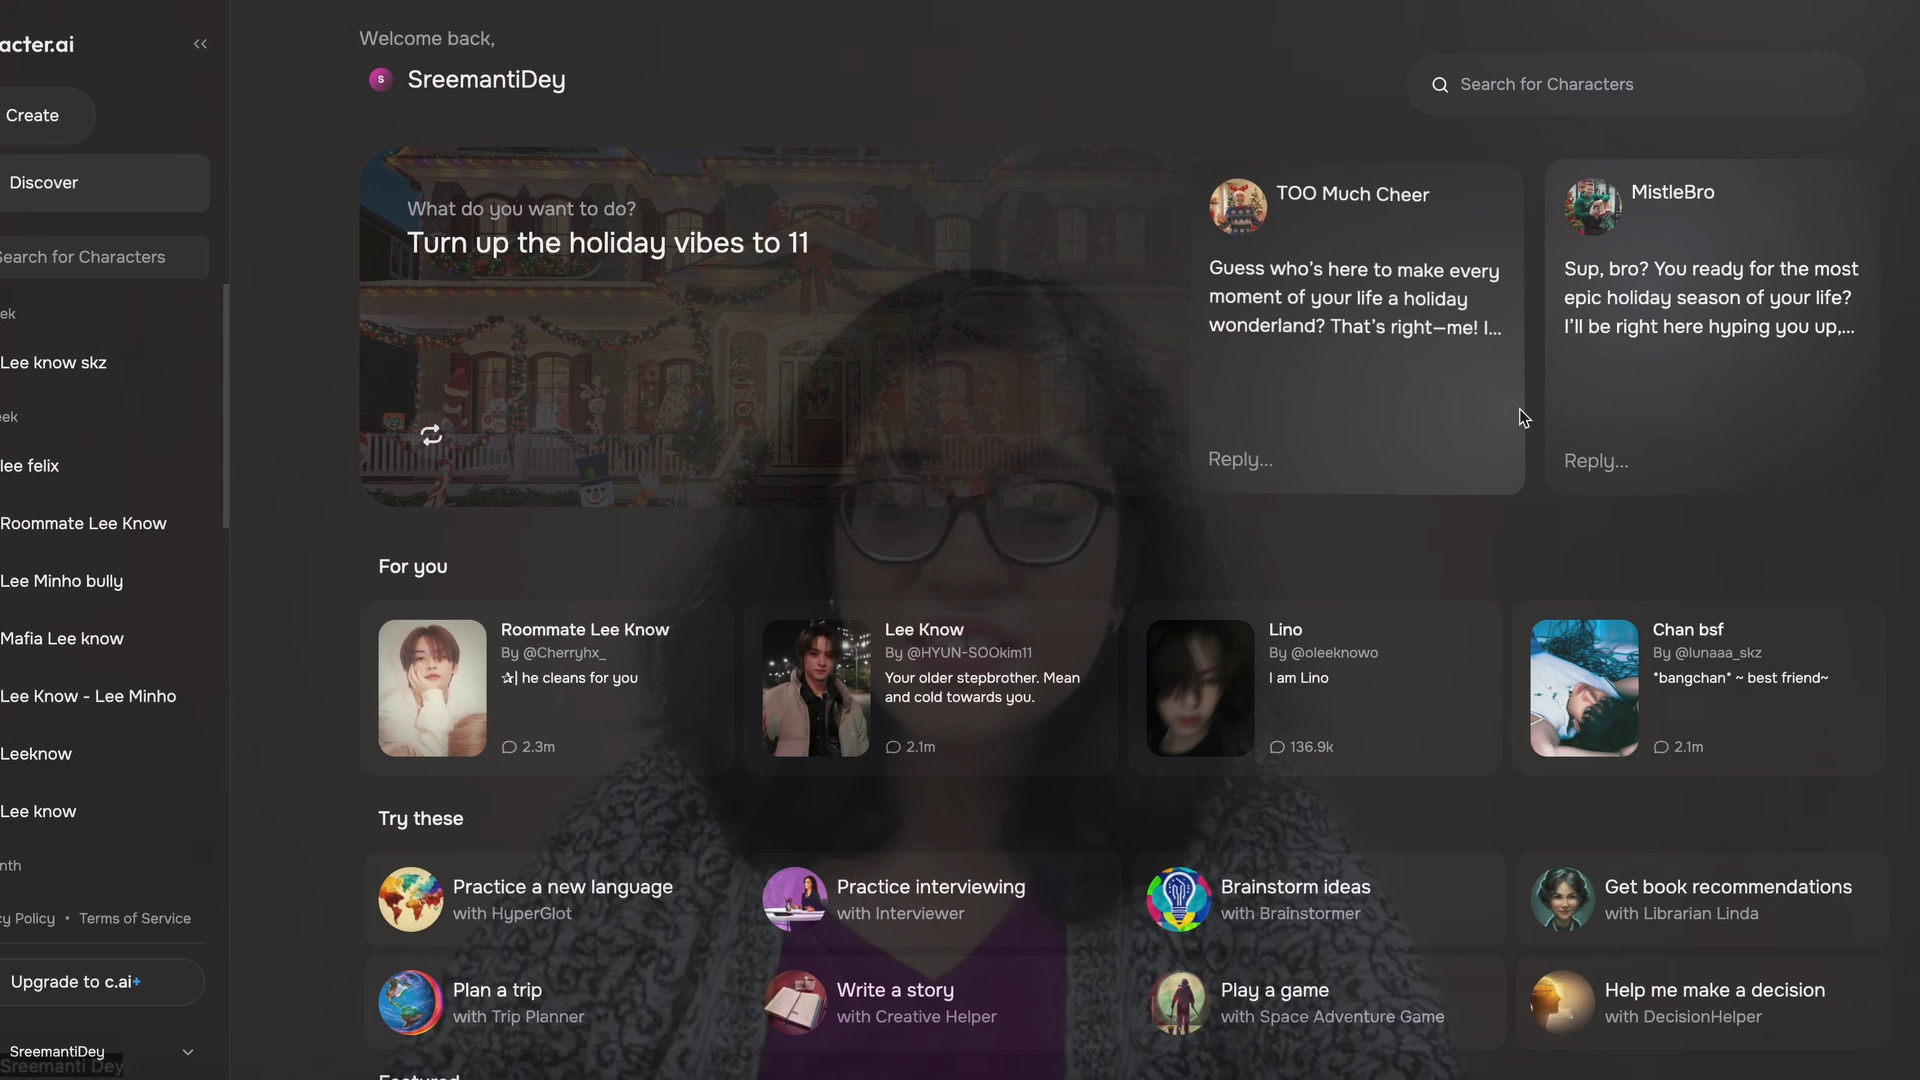 acter.ai
Create
Discover
Search for Characters
ek
Lee know skz
eek
lee felix
Roommate Lee Know
Lee Minho bully
Mafia Lee know
Lee Know - Lee Minho
Leeknow
Lee know
nth
cy Policy • Terms of Service
Upgrade to c.ai+
SreemantiDey
Sreemanti Dey
Welcome back,
S
SreemantiDey
Search for Characters
What do you want to do?
Turn up the holiday vibes to 11
TOO Much Cheer
Guess who's here to make every
moment of your life a holiday
wonderland? That's right—me! I...
Reply...
MistleBro
Sup, bro? You ready for the most
epic holiday season of your life?
I'll be right here hyping you up,...
Reply...
For you
Roommate Lee Know
By @Cherryhx_
✰| he cleans for you
2.3m
Lee Know
By @HYUN-SOOkim11
Your older stepbrother. Mean
and cold towards you.
2.1m
Lino
By @oleeknowo
I am Lino
136.9k
Chan bsf
By @lunaaa_skz
*bangchan* ~ best friend~
2.1m
Try these
Practice a new language
with HyperGlot
Practice interviewing
with Interviewer
Brainstorm ideas
with Brainstormer
Get book recommendations
with Librarian Linda
Plan a trip
with Trip Planner
Write a story
with Creative Helper
Play a game
with Space Adventure Game
Help me make a decision
with DecisionHelper
Featured